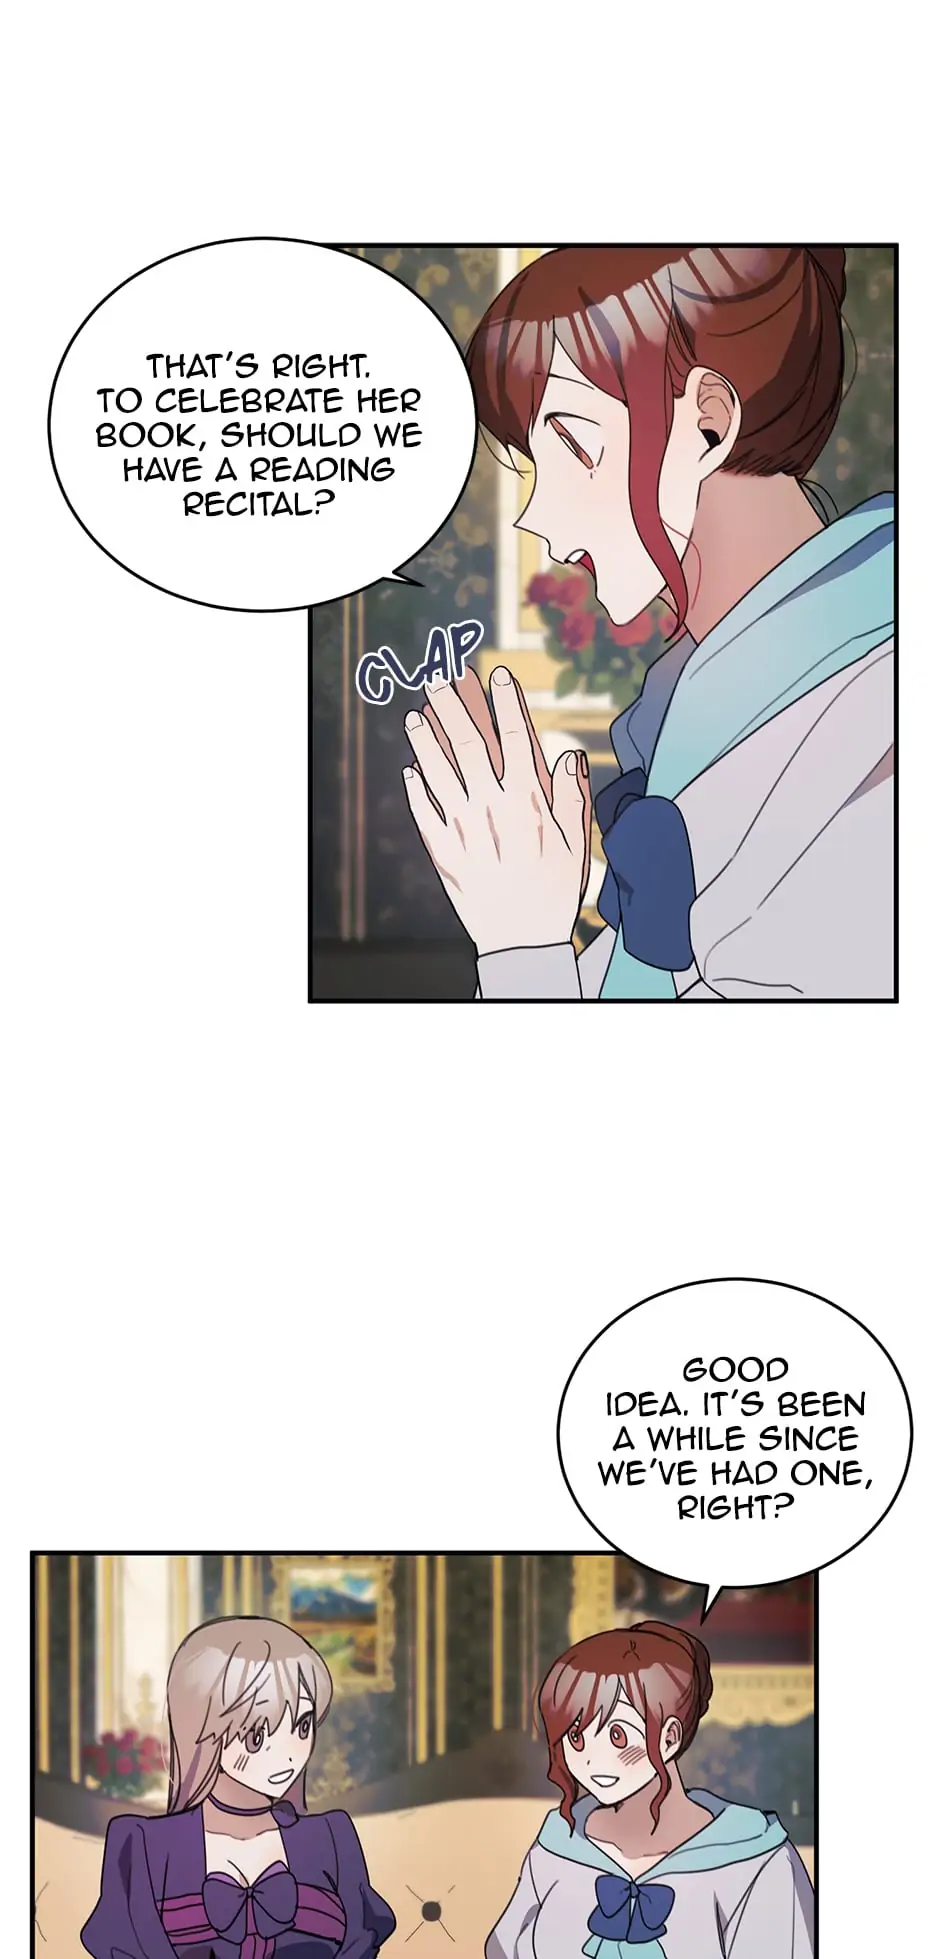 THAT'S RIGHT.
TO CELEBRATE HER
BOOK, SHOULD WE
HAVE A READING
RECITAL?
CLAP
GOOD
IDEA. IT'S BEEN
A WHILE SINCE
WE'VE HAD ONE,
RIGHT?